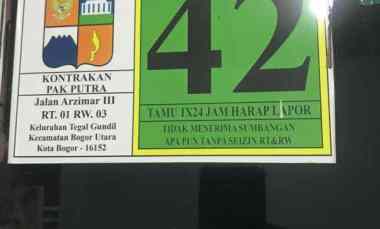 KONTRAKAN
PAK PUTRA
Jalan Arzimar III
RT. 01 RW. 03
Kelurahan Tegal Gundil
Kecamatan Bogor Utara
Kota Bogor - 16152
42
TAMU 1X24 JAM HARAP LAPOR
TIDAK MENERIMA SUMBANGAN
APA PUN TANPA SEIZIN RT&RW